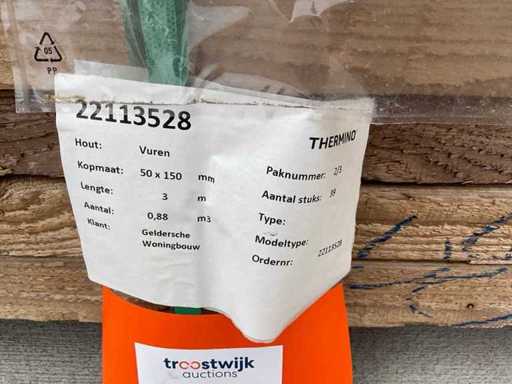 05
PP
22113528
THERMINO
Hout: Vuren
Kopmaat: 50 x 150 mm
Lengte: 3 m
Aantal: 0,88 m3
Klant: Geldersche
Woningbouw
Paknummer: 2/3
Aantal stuks: 39
Type:
Modeltype:
Ordernr: 22113528
troostwijk
auctions